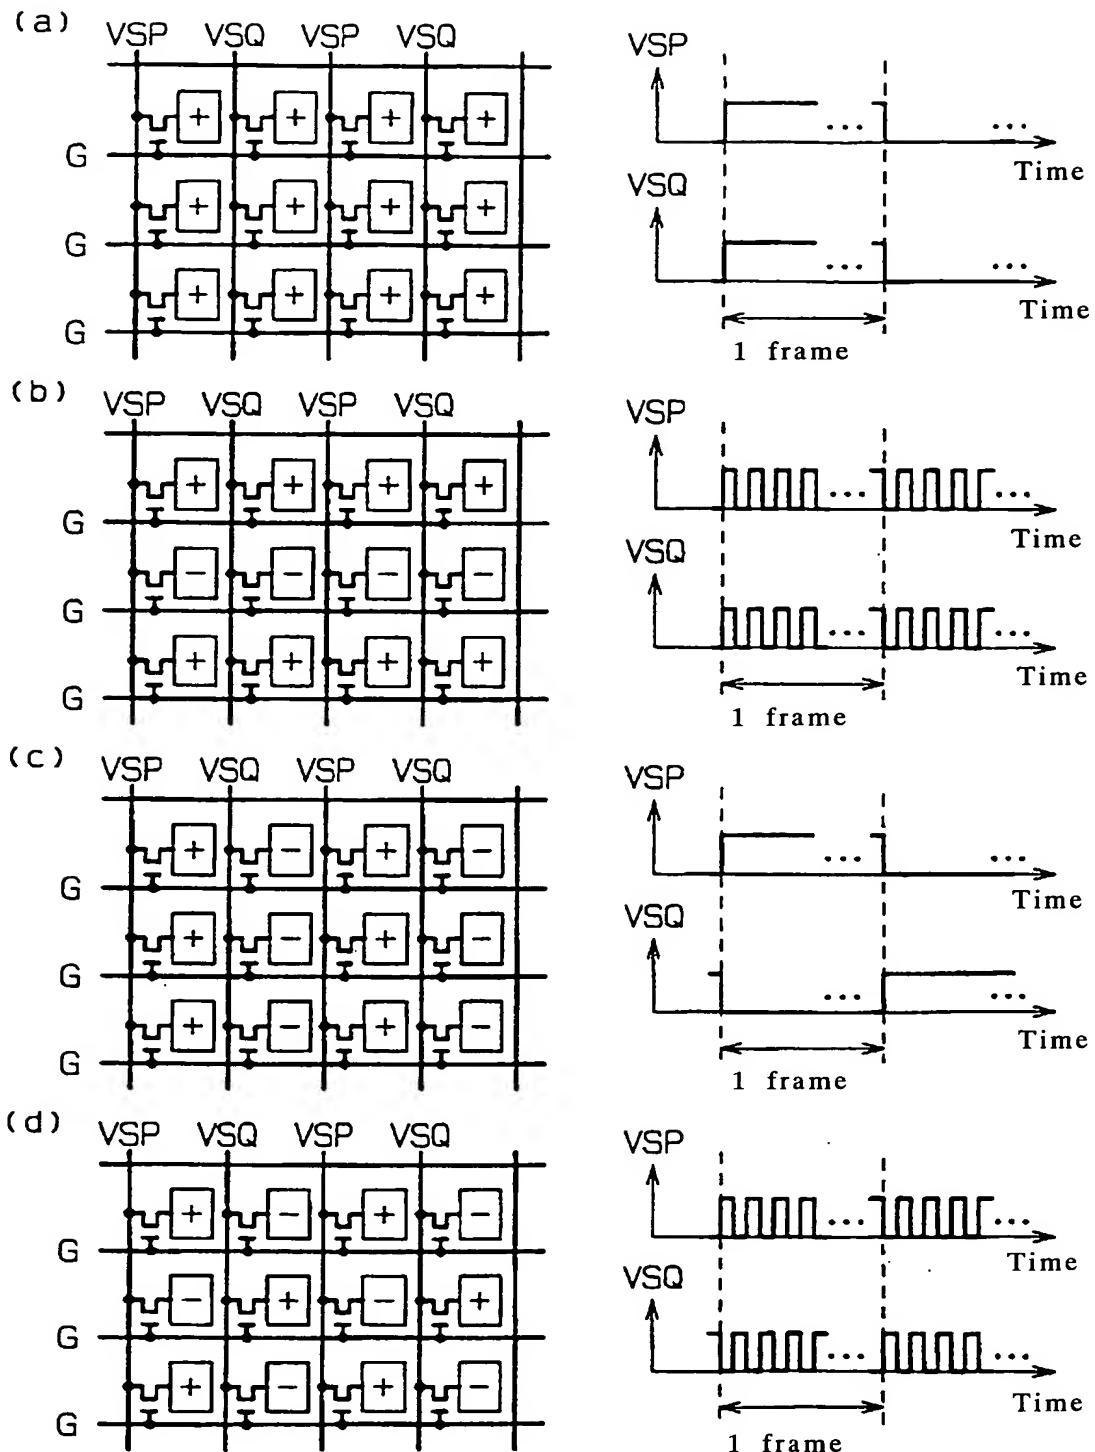 (a)
VSP VSQ VSP VSQ
+ + + +
G
+ + + +
G
+ + + +
G
VSP
...
...
Time
VSQ
...
...
Time
1 frame
(b)
VSP VSQ VSP VSQ
+ + + +
G
− − − −
G
+ + + +
G
VSP
...
...
Time
VSQ
...
...
Time
1 frame
(c)
VSP VSQ VSP VSQ
+ − + −
G
+ − + −
G
+ − + −
G
VSP
...
...
Time
VSQ
...
...
Time
1 frame
(d)
VSP VSQ VSP VSQ
+ − + −
G
− + − +
G
+ − + −
G
VSP
...
...
Time
VSQ
...
...
Time
1 frame